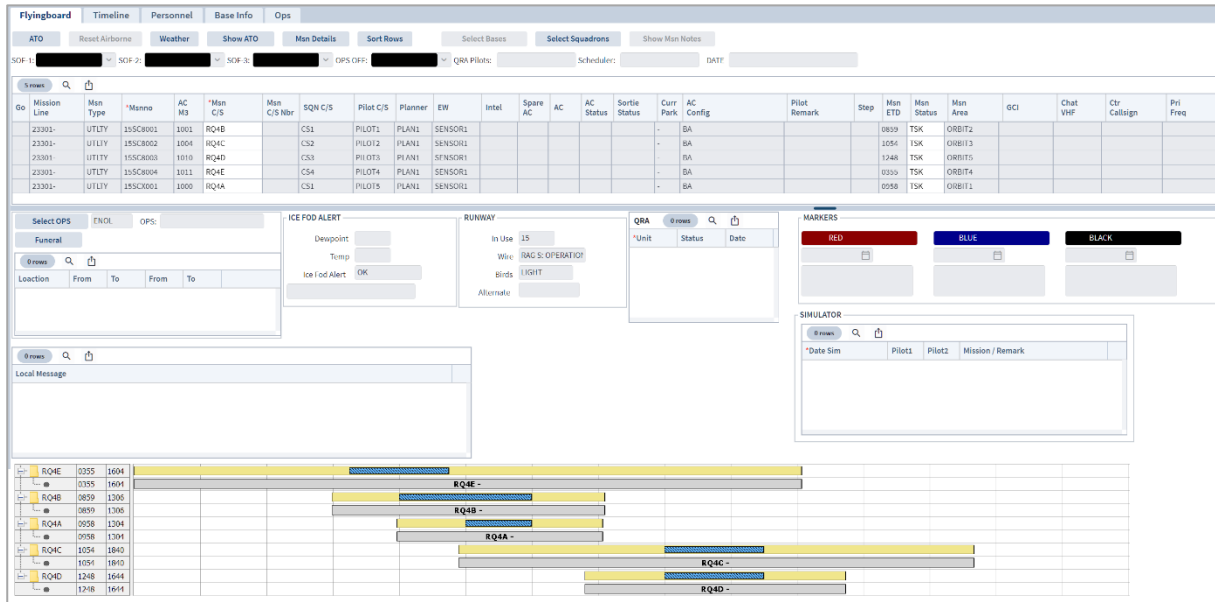 Flyingboard Timeline Personnel Base Info Ops
ATO Reset Airborne Weather Show ATO Msn Details Sort Rows Select Bases Select Squadrons Show Msn Notes
SOF-1: SOF-2: SOF-3: OPS OFF: QRA Pilots: Scheduler: DATE
5 rows
Go Mission Line Msn Type *Msnno AC M3 *Msn C/S Msn C/S Nbr SQN C/S Pilot C/S Planner EW Intel Spare AC AC AC Status Sortie Status Curr Park AC Config Pilot Remark Step Msn ETD Msn Status Msn Area GCI Chat VHF Ctr Callsign Pri Freq
23301- UTLTY 15SC8001 1001 RQ4B CS1 PILOT1 PLAN1 SENSOR1 - BA 0859 TSK ORBIT2
23301- UTLTY 15SC8002 1004 RQ4C CS2 PILOT2 PLAN1 SENSOR1 - BA 1054 TSK ORBIT3
23301- UTLTY 15SC8003 1010 RQ4D CS3 PILOT3 PLAN1 SENSOR1 - BA 1248 TSK ORBIT5
23301- UTLTY 15SC8004 1011 RQ4E CS4 PILOT4 PLAN1 SENSOR1 - BA 0355 TSK ORBIT4
23301- UTLTY 15SCX001 1000 RQ4A CS1 PILOT5 PLAN1 SENSOR1 - BA 0958 TSK ORBIT1
Select OPS ENOL OPS:
Funeral
0 rows
Loaction From To From To
ICE FOD ALERT
Dewpoint
Temp
Ice Fod Alert OK
RUNWAY
In Use 15
Wire RAG S: OPERATION
Birds LIGHT
Alternate
QRA 0 rows
*Unit Status Date
MARKERS
RED BLUE BLACK
SIMULATOR
0 rows
*Date Sim Pilot1 Pilot2 Mission / Remark
0 rows
Local Message
RQ4E 0355 1604
0355 1604 RQ4E -
RQ4B 0859 1306
0859 1306 RQ4B -
RQ4A 0958 1304
0958 1304 RQ4A -
RQ4C 1054 1840
1054 1840 RQ4C -
RQ4D 1248 1644
1248 1644 RQ4D -